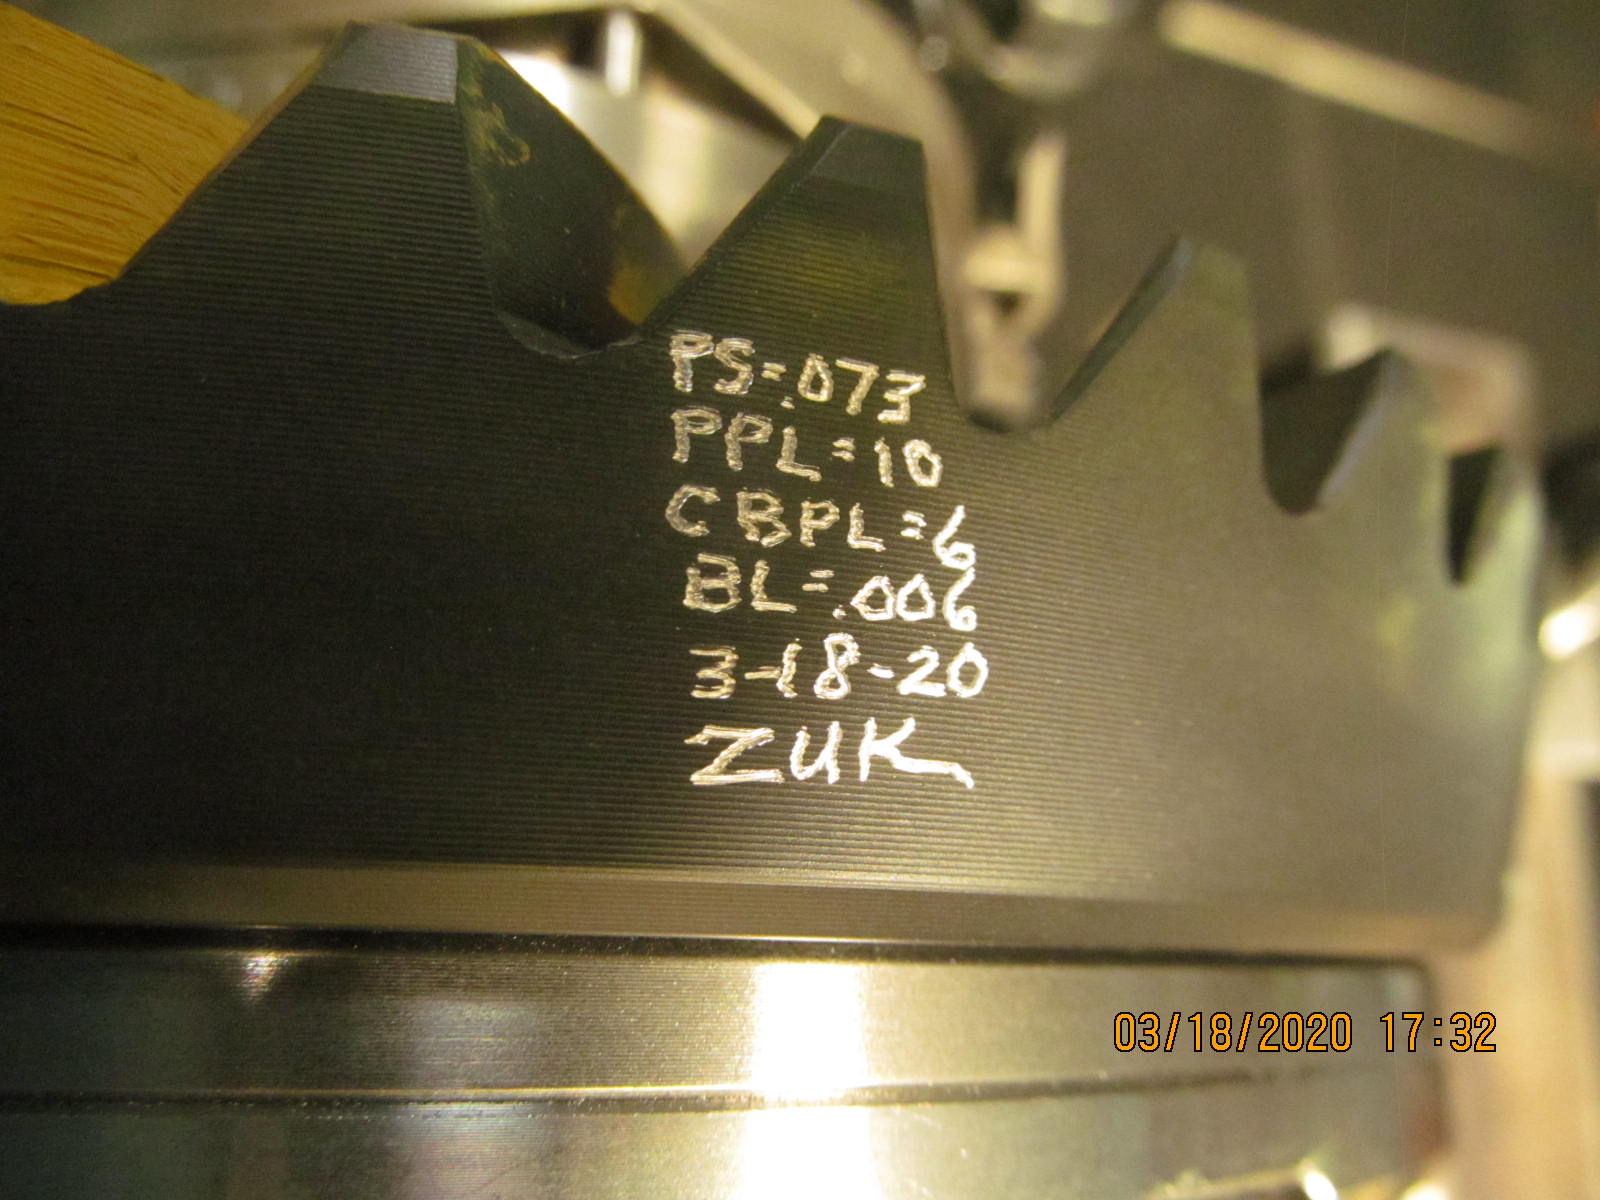 PS=.073
PPL=10
CBPL=6
BL=.006
3-18-20
ZUK
03/18/2020 17:32